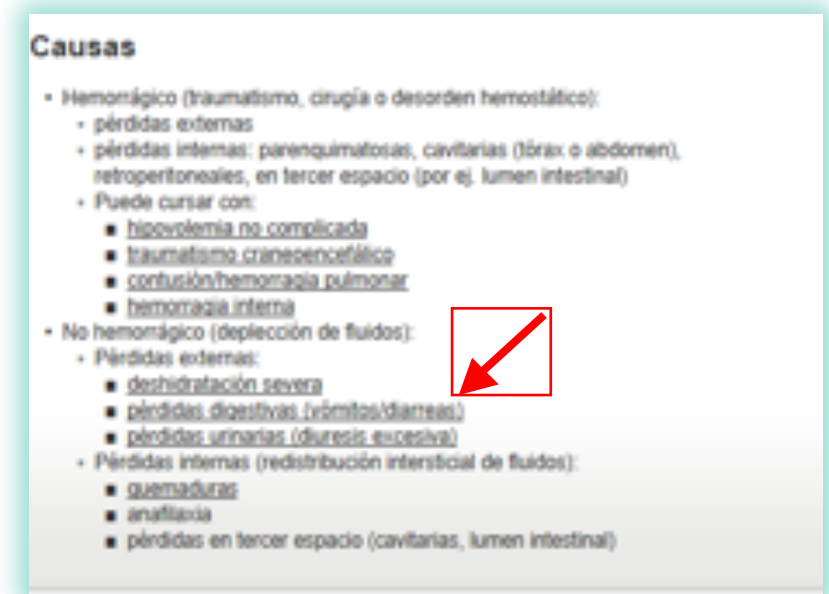 Causas
• Hemorrágico (traumatismo, cirugía o desorden hemostático):
• pérdidas externas
• pérdidas internas: parenquimatosas, cavitarias (tórax o abdomen),
retroperitoneales, en tercer espacio (por ej. lumen intestinal)
• Puede cursar con:
■ hipovolemia no complicada
■ traumatismo craneoencefálico
■ contusión/hemorragia pulmonar
■ hemorragia interna
• No hemorrágico (deplección de fluidos):
• Pérdidas externas:
■ deshidratación severa
■ pérdidas digestivas (vómitos/diarreas)
■ pérdidas urinarias (diuresis excesiva)
• Pérdidas internas (redistribución intersticial de fluidos):
■ quemaduras
■ anafilaxia
■ pérdidas en tercer espacio (cavitarias, lumen intestinal)